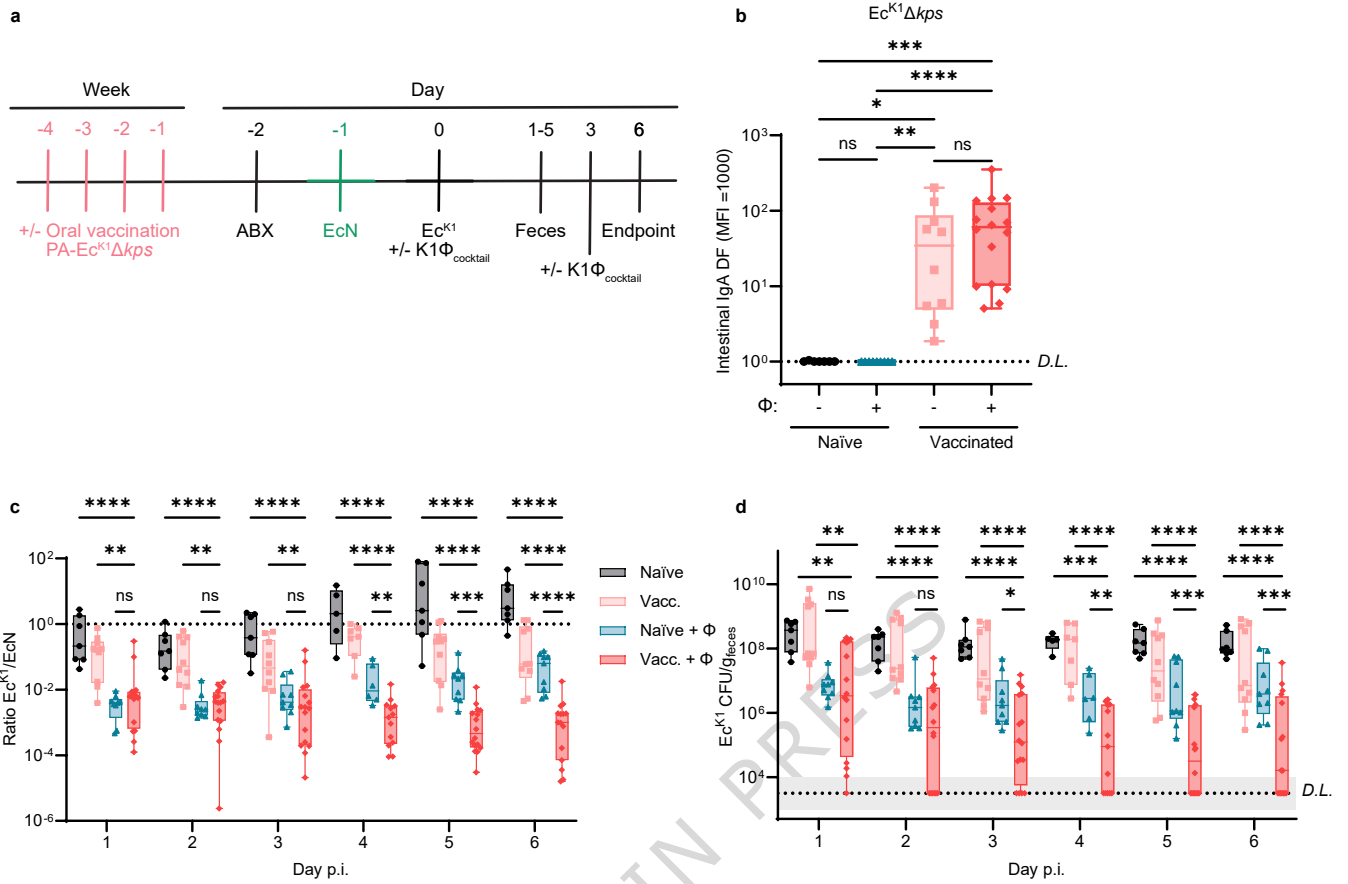 a
Week
Day
-4 -3 -2 -1
-2 -1 0 1-5 3 6
+/- Oral vaccination
PA-Ec^K1Δkps
ABX
EcN
Ec^K1
+/- K1Φ_cocktail
Feces
+/- K1Φ_cocktail
Endpoint
b
Ec^K1Δkps
***
****
*
**
ns
ns
Intestinal IgA DF (MFI =1000)
10^3
10^2
10^1
10^0
D.L.
Φ: - + - +
Naïve Vaccinated
c
**** **** **** **** **** ****
** ** ** **** **** ****
ns ns ns ** *** ****
Ratio Ec^K1/EcN
10^2
10^0
10^-2
10^-4
10^-6
1 2 3 4 5 6
Day p.i.
Naïve
Vacc.
Naïve + Φ
Vacc. + Φ
d
** **** **** **** **** ****
** **** **** *** **** ****
ns ns * ** *** ***
Ec^K1 CFU/g_feces
10^10
10^8
10^6
10^4
D.L.
1 2 3 4 5 6
Day p.i.
IN PRESS